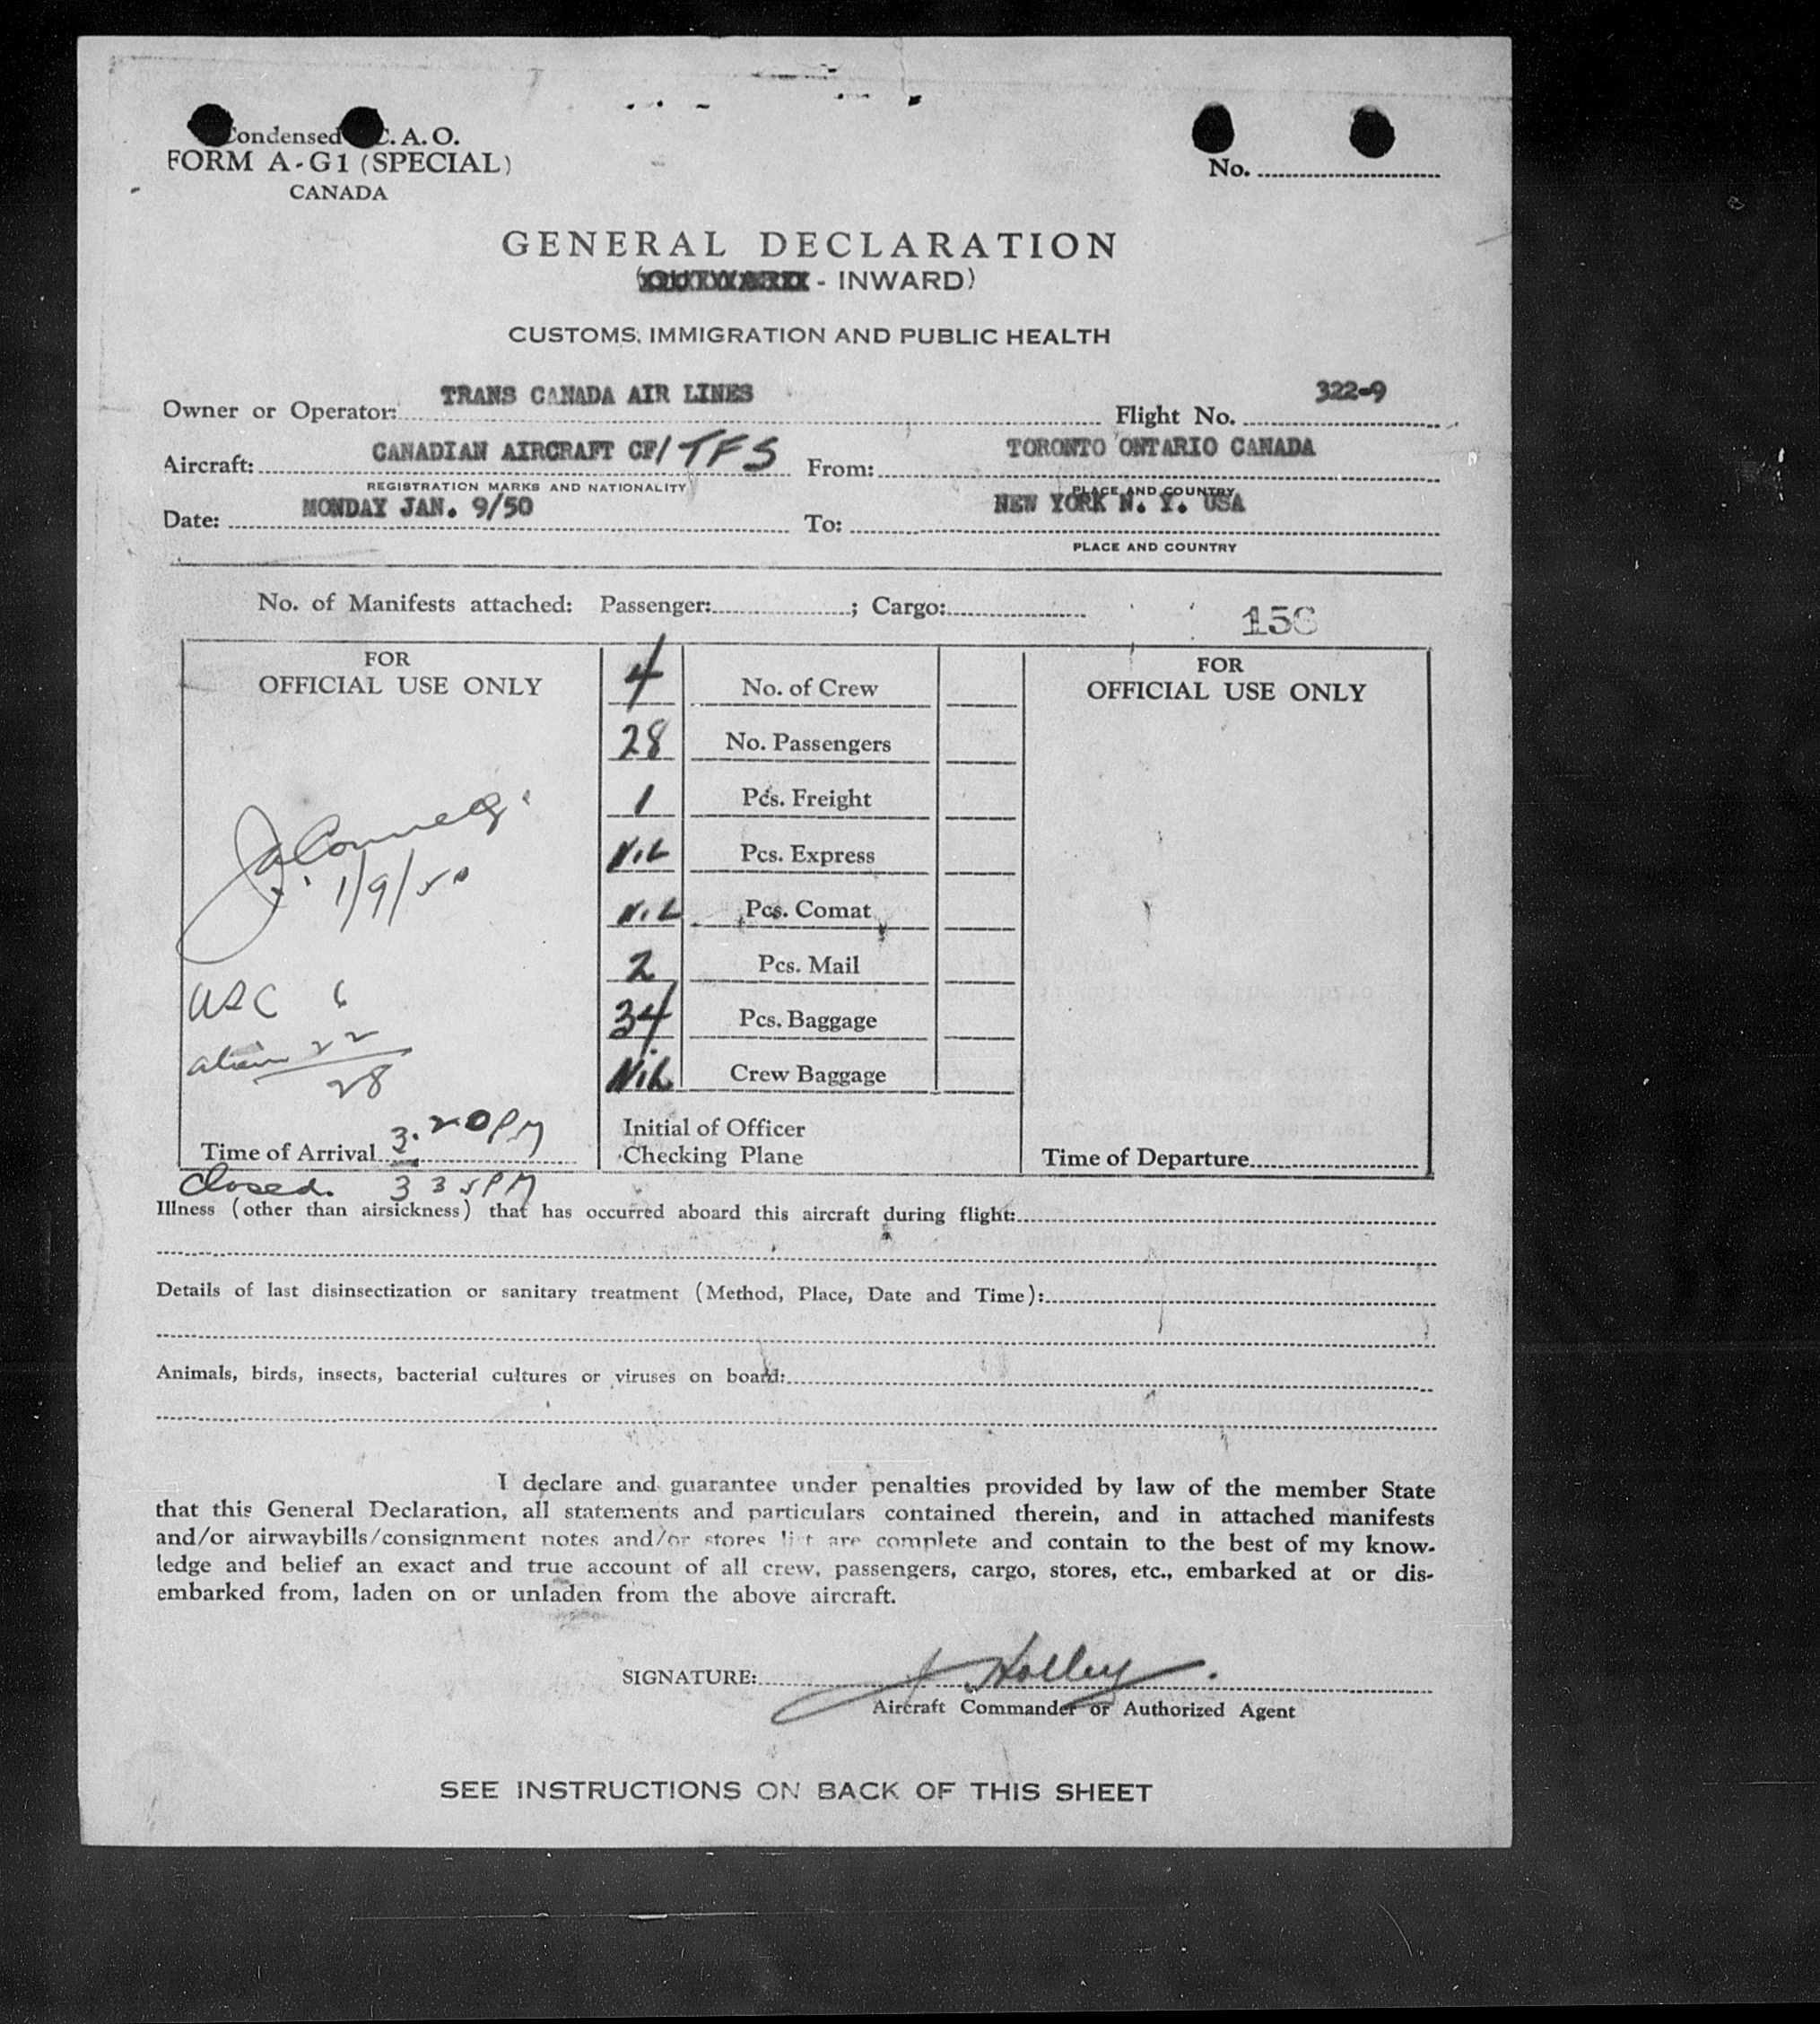 Condensed C. A. O.
FORM A-G1 (SPECIAL)
CANADA
No.
GENERAL DECLARATION
- INWARD)
CUSTOMS, IMMIGRATION AND PUBLIC HEALTH
Owner or Operator: TRANS CANADA AIR LINES Flight No. 322-9
Aircraft: CANADIAN AIRCRAFT CF/TFS From: TORONTO ONTARIO CANADA
REGISTRATION MARKS AND NATIONALITY PLACE AND COUNTRY
Date: MONDAY JAN. 9/50 To: NEW YORK N. Y. USA
PLACE AND COUNTRY
No. of Manifests attached: Passenger: ; Cargo:
156
FOR
OFFICIAL USE ONLY
1/9/50
USC 6
alien 22
28
Time of Arrival 3.20PM
Closed. 3 35PM
4 No. of Crew
28 No. Passengers
1 Pcs. Freight
NiL Pcs. Express
NiL Pcs. Comat
2 Pcs. Mail
34 Pcs. Baggage
NiL Crew Baggage
Initial of Officer
Checking Plane
FOR
OFFICIAL USE ONLY
Time of Departure
Illness (other than airsickness) that has occurred aboard this aircraft during flight:
Details of last disinsectization or sanitary treatment (Method, Place, Date and Time):
Animals, birds, insects, bacterial cultures or viruses on board:
I declare and guarantee under penalties provided by law of the member State
that this General Declaration, all statements and particulars contained therein, and in attached manifests
and/or airwaybills/consignment notes and/or stores list are complete and contain to the best of my know-
ledge and belief an exact and true account of all crew, passengers, cargo, stores, etc., embarked at or dis-
embarked from, laden on or unladen from the above aircraft.
SIGNATURE: J Holley.
Aircraft Commander or Authorized Agent
SEE INSTRUCTIONS ON BACK OF THIS SHEET